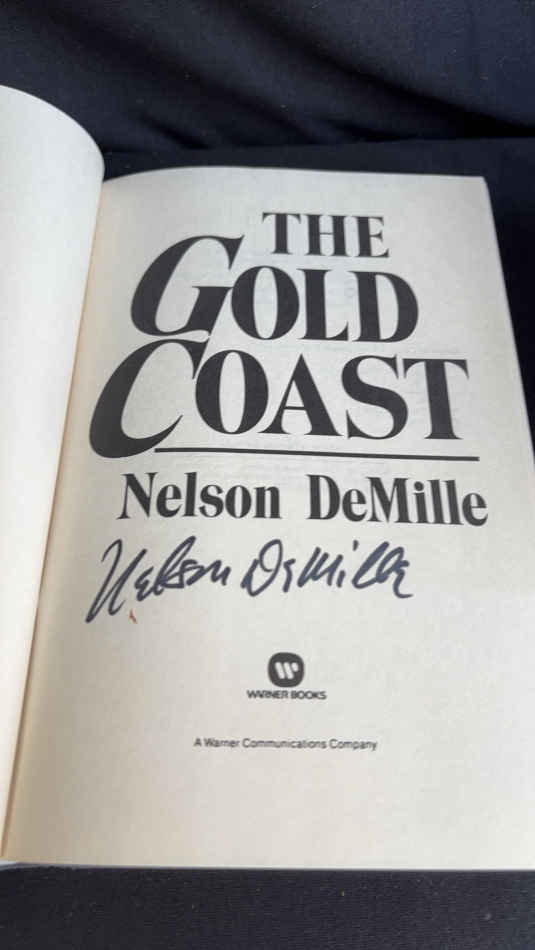 THE
GOLD
COAST
Nelson DeMille
Nelson DeMille
W
WARNER BOOKS
A Warner Communications Company